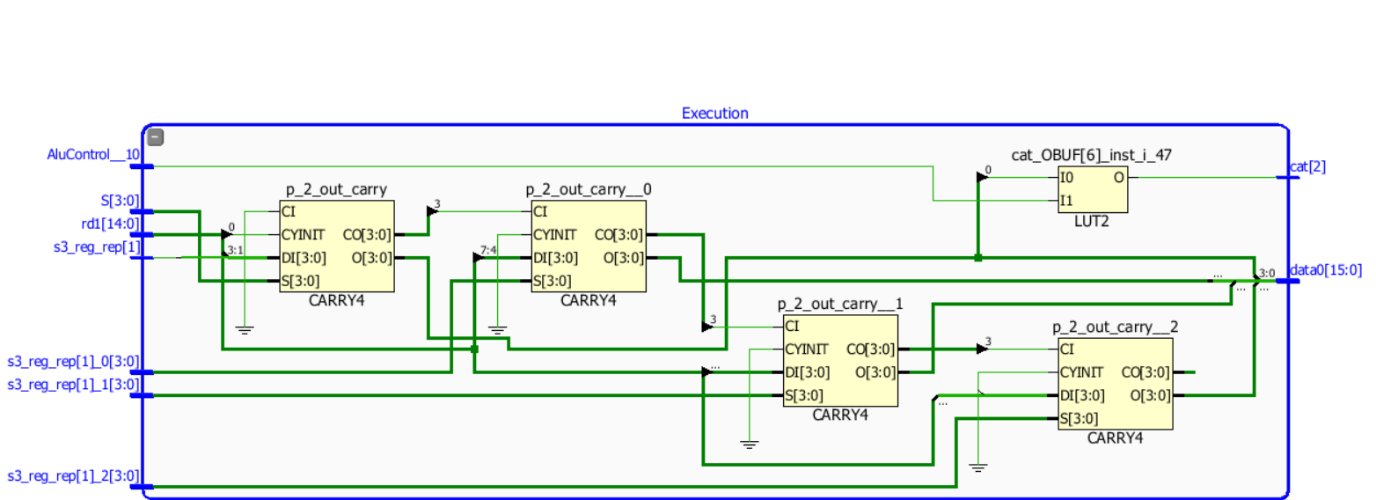 Execution
AluControl__10
S[3:0]
rd1[14:0]
s3_reg_rep[1]
s3_reg_rep[1]_0[3:0]
s3_reg_rep[1]_1[3:0]
s3_reg_rep[1]_2[3:0]
p_2_out_carry
CI
0
CYINIT
CO[3:0]
3:1
DI[3:0]
O[3:0]
S[3:0]
CARRY4
p_2_out_carry__0
3
CI
CYINIT
CO[3:0]
7:4
DI[3:0]
O[3:0]
S[3:0]
CARRY4
p_2_out_carry__1
3
CI
CYINIT
CO[3:0]
...
DI[3:0]
O[3:0]
S[3:0]
CARRY4
p_2_out_carry__2
3
CI
CYINIT
CO[3:0]
...
DI[3:0]
O[3:0]
S[3:0]
CARRY4
cat_OBUF[6]_inst_i_47
0
I0
O
I1
LUT2
cat[2]
...
3:0
data0[15:0]
...
...